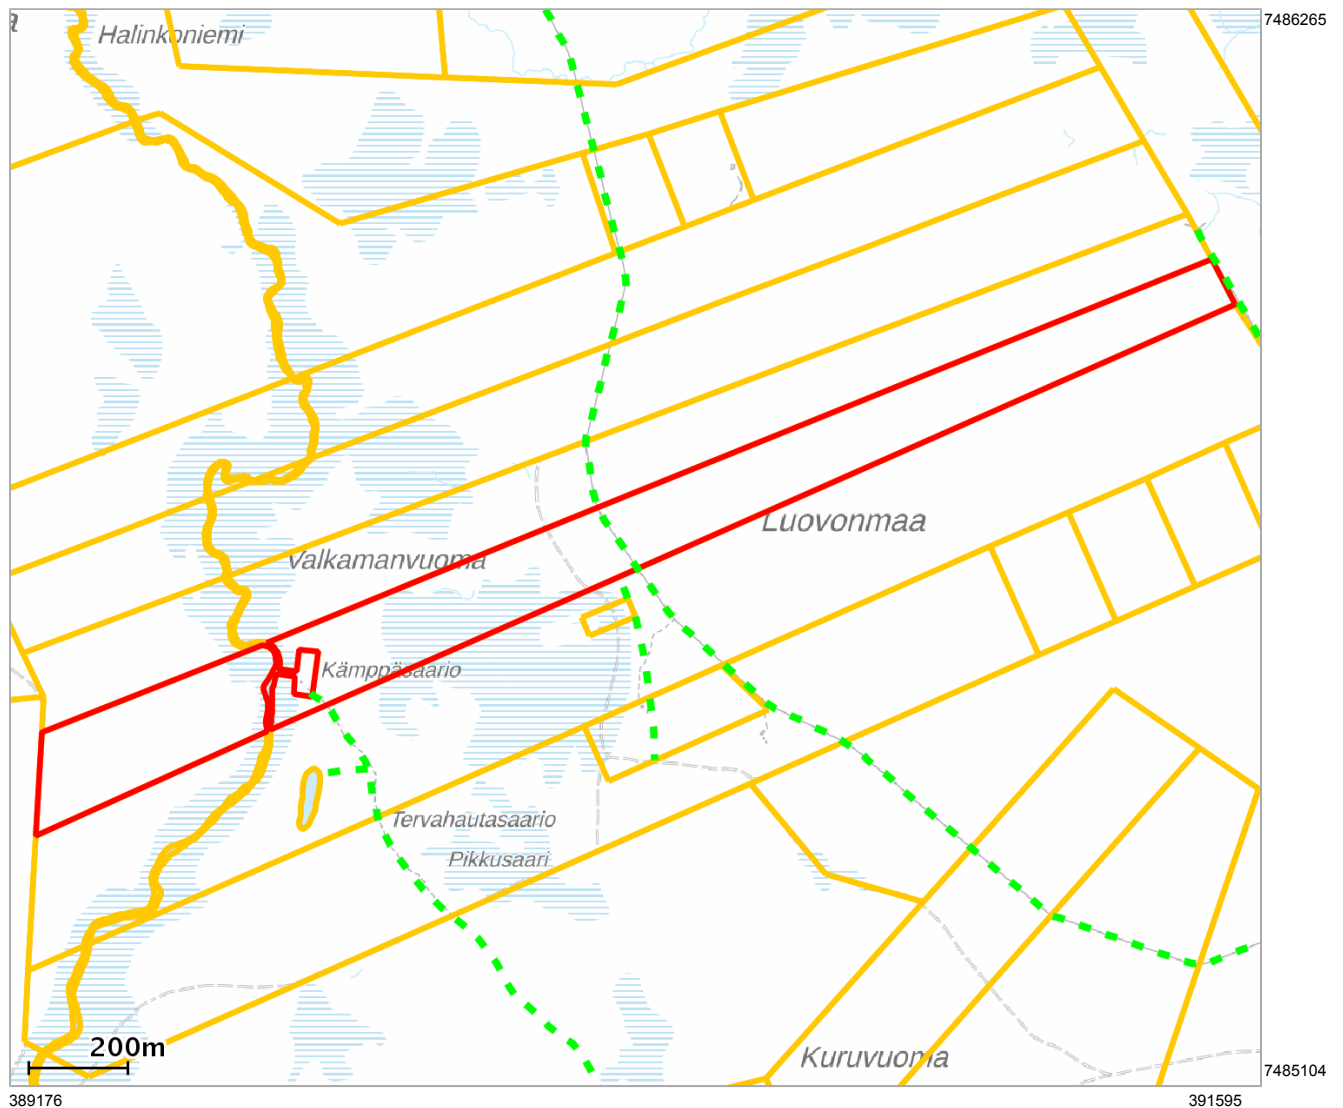 a
Halinkoniemi
7486265
Luovonmaa
Valkamanvuoma
Kämppäsaario
Tervahautasaario
Pikkusaari
200m
Kuruvuoma
7485104
389176
391595